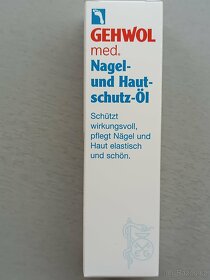 GEHWOL
med.
Nagel-
und Haut-
schutz-Öl
Schützt
wirkungsvoll,
pflegt Nägel und
Haut elastisch
und schön.